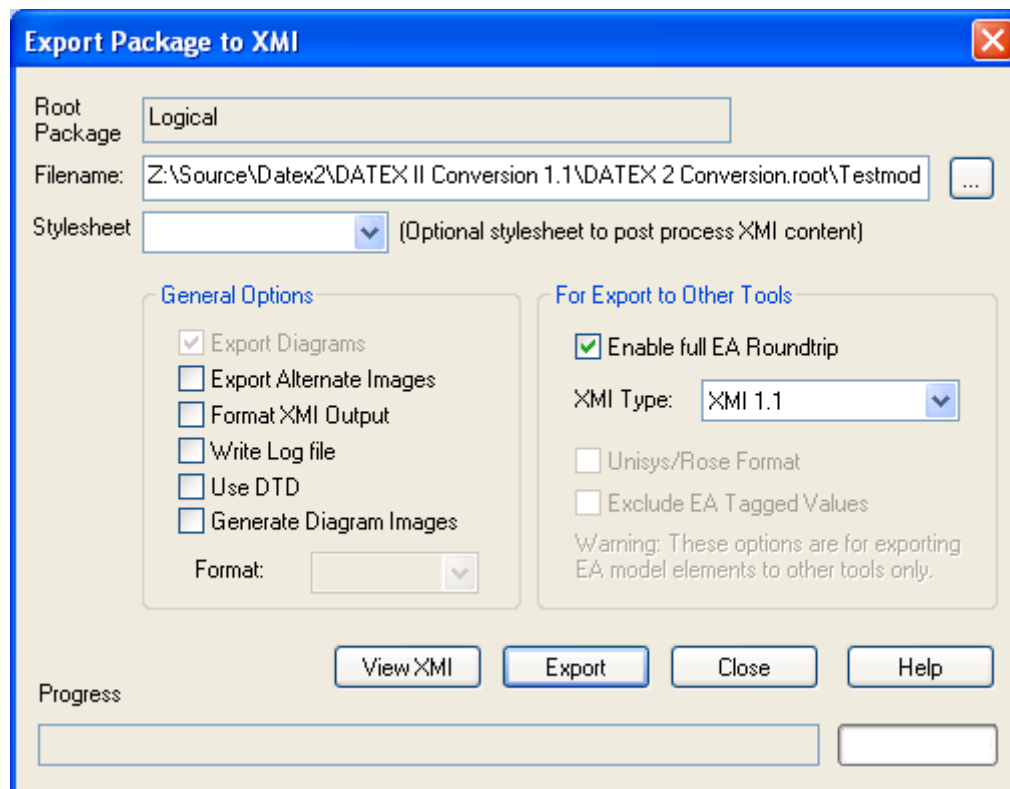 Export Package to XMI
Root
Package
Logical
Filename:
Z:\Source\Datex2\DATEX II Conversion 1.1\DATEX 2 Conversion.root\Testmod
...
Stylesheet
(Optional stylesheet to post process XMI content)
General Options
Export Diagrams
Export Alternate Images
Format XMI Output
Write Log file
Use DTD
Generate Diagram Images
Format:
For Export to Other Tools
Enable full EA Roundtrip
XMI Type:
XMI 1.1
Unisys/Rose Format
Exclude EA Tagged Values
Warning: These options are for exporting
EA model elements to other tools only.
View XMI
Export
Close
Help
Progress